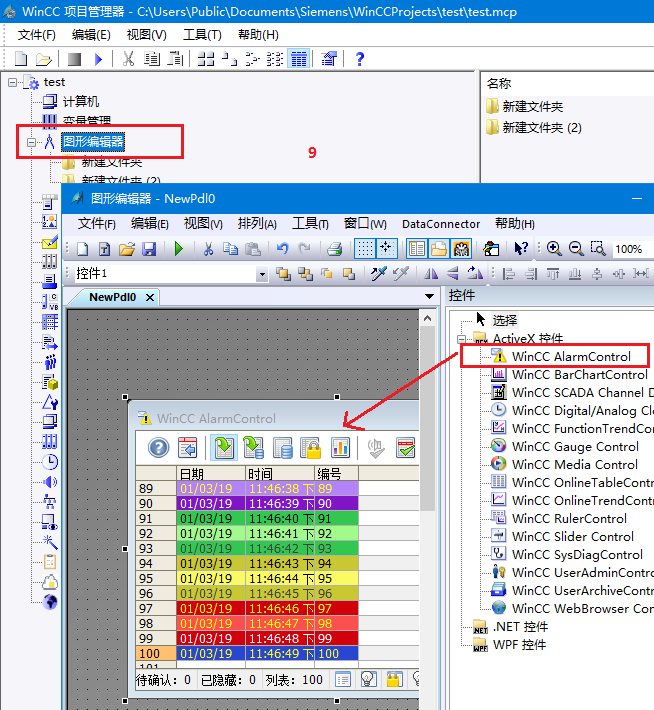 WinCC 项目管理器 - C:\Users\Public\Documents\Siemens\WinCCProjects\test\test.mcp
文件(F) 编辑(E) 视图(V) 工具(T) 帮助(H)
test
计算机
变量管理
图形编辑器
新建文件夹
新建文件夹 (2)
9
名称
新建文件夹
新建文件夹 (2)
图形编辑器 - NewPdl0
文件(F) 编辑(E) 视图(V) 排列(A) 工具(T) 窗口(W) DataConnector 帮助(H)
100%
控件1
NewPdl0
控件
选择
ActiveX 控件
WinCC AlarmControl
WinCC BarChartControl
WinCC SCADA Channel D
WinCC Digital/Analog Clo
WinCC FunctionTrendCo
WinCC Gauge Control
WinCC Media Control
WinCC OnlineTableContr
WinCC OnlineTrendContr
WinCC RulerControl
WinCC Slider Control
WinCC SysDiagControl
WinCC UserAdminContro
WinCC UserArchiveContr
WinCC WebBrowser Con
.NET 控件
WPF 控件
WinCC AlarmControl
日期 时间 编号
89 01/03/19 11:46:38 下 89
90 01/03/19 11:46:39 下 90
91 01/03/19 11:46:40 下 91
92 01/03/19 11:46:41 下 92
93 01/03/19 11:46:42 下 93
94 01/03/19 11:46:43 下 94
95 01/03/19 11:46:44 下 95
96 01/03/19 11:46:45 下 96
97 01/03/19 11:46:46 下 97
98 01/03/19 11:46:47 下 98
99 01/03/19 11:46:48 下 99
100 01/03/19 11:46:49 下 100
101
待确认: 0 已隐藏: 0 列表: 100